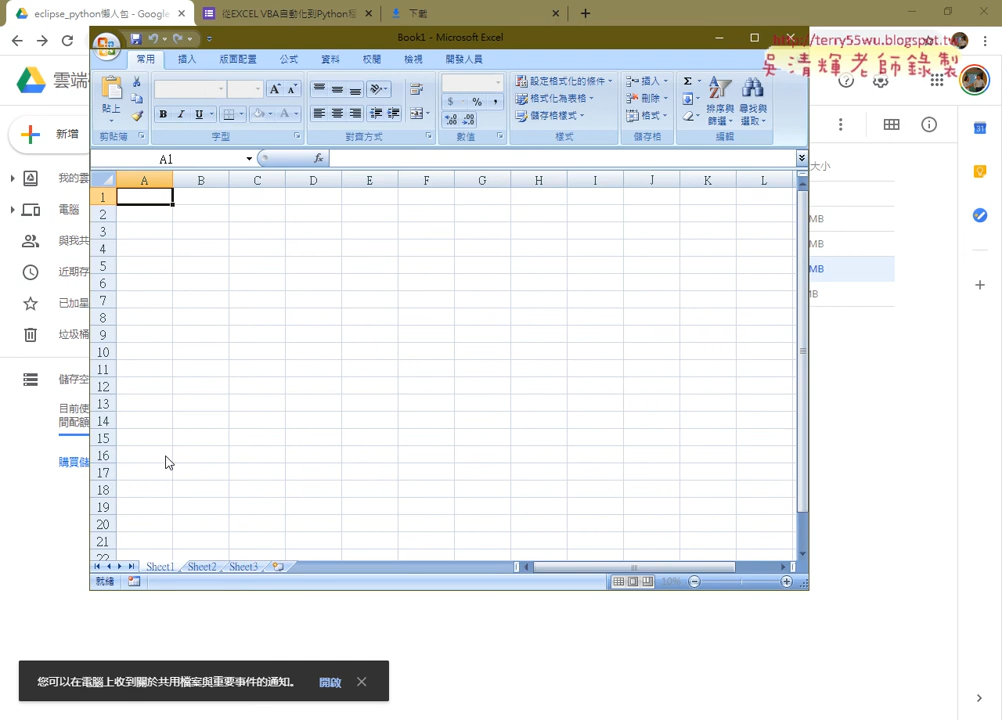 eclipse_python懶人包 - Google
從EXCEL VBA自動化到Python程
下載
http://terry55wu.blogspot.tw
吳清輝老師錄製
Book1 - Microsoft Excel
常用 插入 版面配置 公式 資料 校閱 檢視 開發人員
貼上
剪貼簿
B I U
字型
對齊方式
$ % ,
數值
設定格式化的條件
格式化為表格
儲存格樣式
樣式
插入
刪除
格式
儲存格
Σ
排序與
篩選
尋找與
選取
編輯
A1
fx
A B C D E F G H I J K L
1
2
3
4
5
6
7
8
9
10
11
12
13
14
15
16
17
18
19
20
21
22
Sheet1 Sheet2 Sheet3
就緒
10%
雲端
新增
我的雲
電腦
與我共
近期存
已加星
垃圾桶
儲存空
目前使
間配額
購買儲
大小
MB
MB
MB
MB
31
您可以在電腦上收到關於共用檔案與重要事件的通知。 開啟